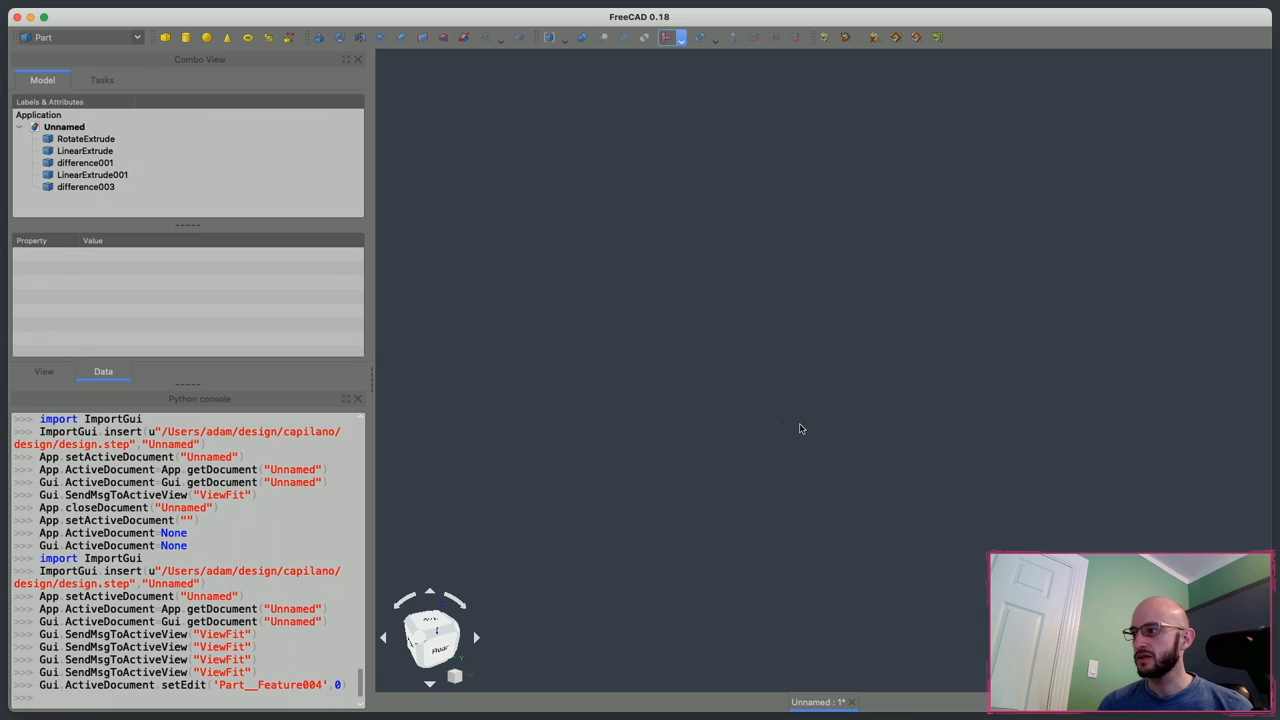 FreeCAD 0.18
Part
Combo View
Model
Tasks
Labels & Attributes
Application
Unnamed
RotateExtrude
LinearExtrude
difference001
LinearExtrude001
difference003
Property
Value
View
Data
Python console
>>> import ImportGui
>>> ImportGui.insert(u"/Users/adam/design/capilano/
design/design.step","Unnamed")
>>> App.setActiveDocument("Unnamed")
>>> App.ActiveDocument=App.getDocument("Unnamed")
>>> Gui.ActiveDocument=Gui.getDocument("Unnamed")
>>> Gui.SendMsgToActiveView("ViewFit")
>>> App.closeDocument("Unnamed")
>>> App.setActiveDocument("")
>>> App.ActiveDocument=None
>>> Gui.ActiveDocument=None
>>> import ImportGui
>>> ImportGui.insert(u"/Users/adam/design/capilano/
design/design.step","Unnamed")
>>> App.setActiveDocument("Unnamed")
>>> App.ActiveDocument=App.getDocument("Unnamed")
>>> Gui.ActiveDocument=Gui.getDocument("Unnamed")
>>> Gui.SendMsgToActiveView("ViewFit")
>>> Gui.SendMsgToActiveView("ViewFit")
>>> Gui.SendMsgToActiveView("ViewFit")
>>> Gui.SendMsgToActiveView("ViewFit")
>>> Gui.ActiveDocument.setEdit('Part__Feature004',0)
>>>
Unnamed : 1*